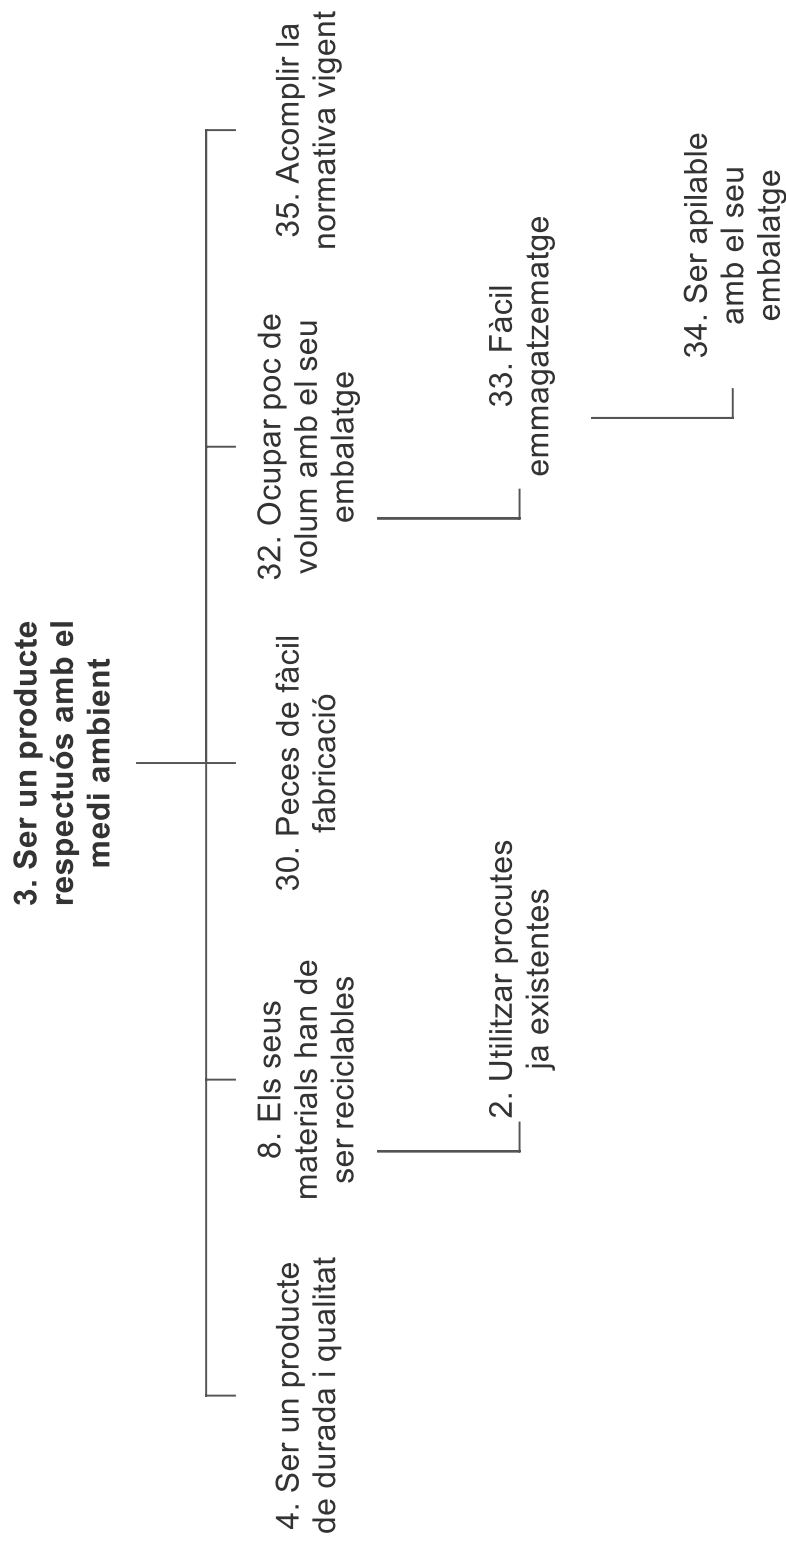 3. Ser un producte
respectuós amb el
medi ambient
4. Ser un producte
de durada i qualitat
8. Els seus
materials han de
ser reciclables
2. Utilitzar procutes
ja existentes
30. Peces de fàcil
fabricació
32. Ocupar poc de
volum amb el seu
embalatge
33. Fàcil
emmagatzematge
34. Ser apilable
amb el seu
embalatge
35. Acomplir la
normativa vigent